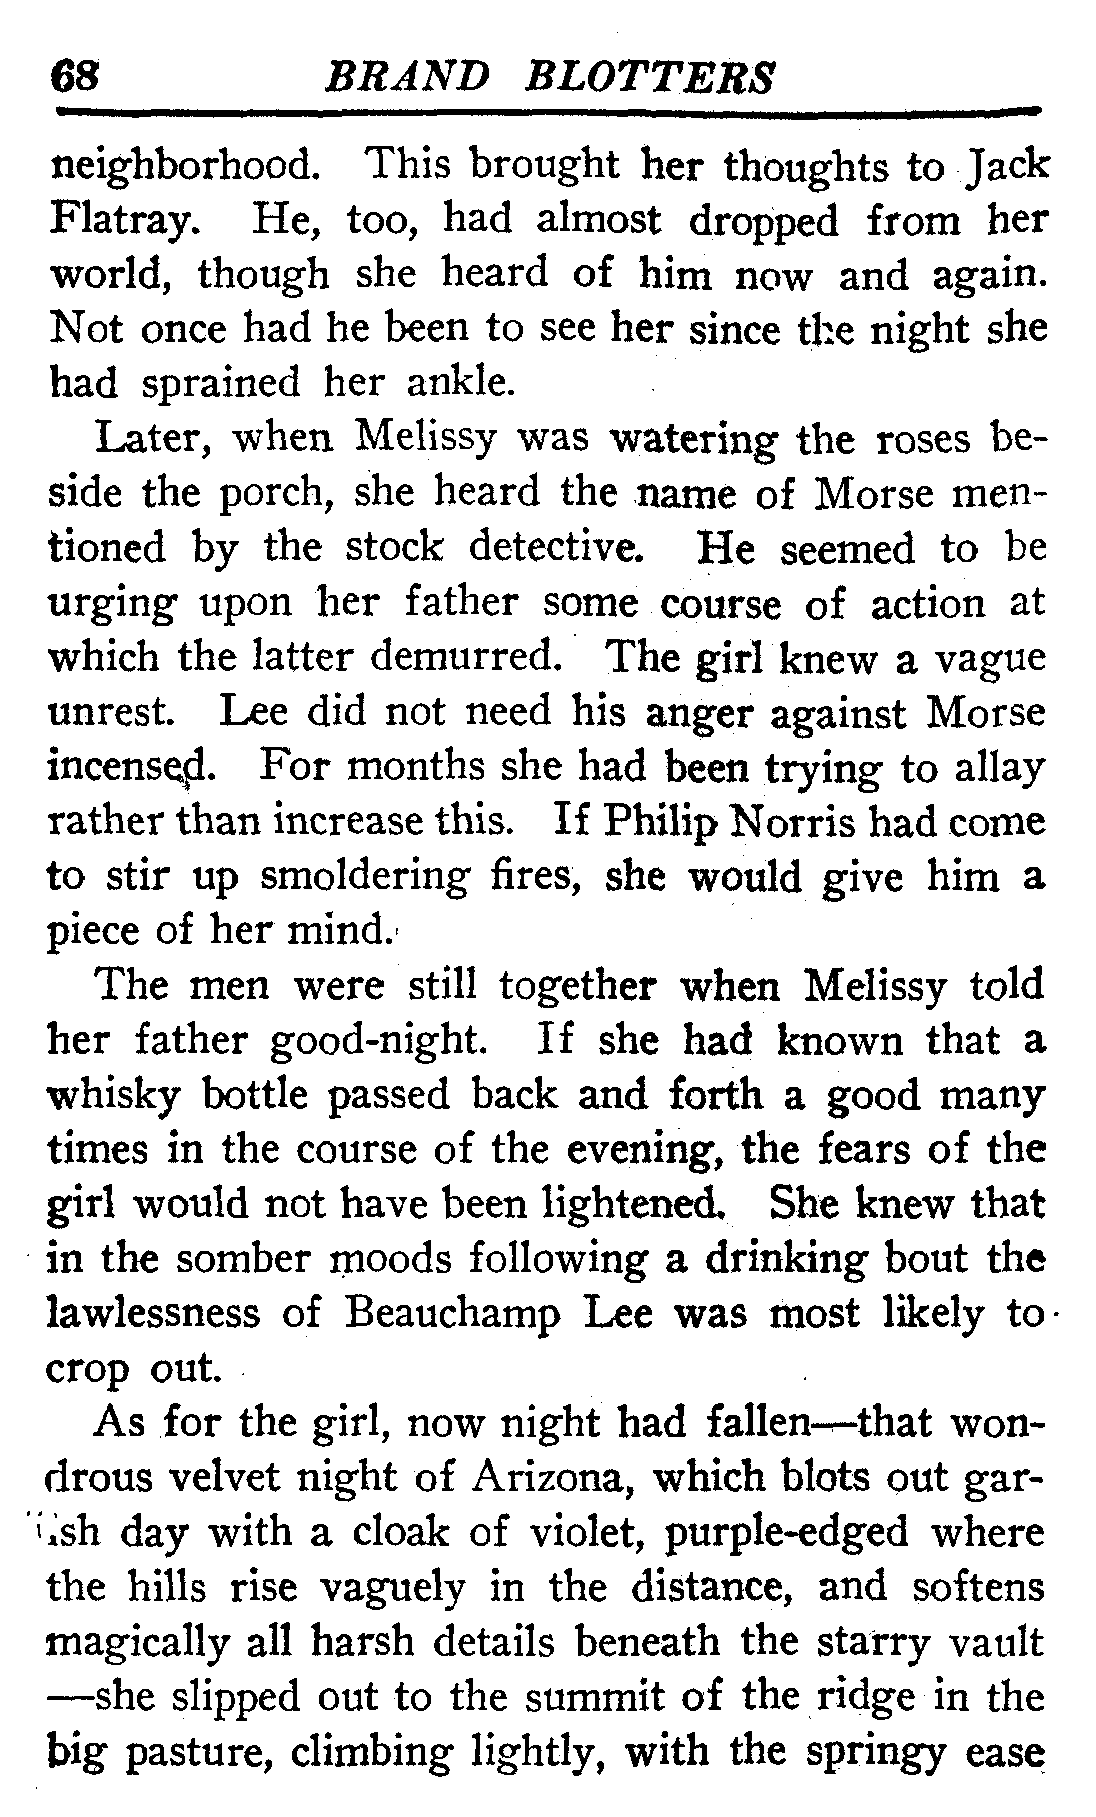 68 BRAND BLOTTERS
neighborhood. This brought her thoughts to Jack
Flatray. He, too, had almost dropped from her
world, though she heard of him now and again.
Not once had he been to see her since the night she
had sprained her ankle.
Later, when Melissy was watering the roses be-
side the porch, she heard the name of Morse men-
tioned by the stock detective. He seemed to be
urging upon her father some course of action at
which the latter demurred. The girl knew a vague
unrest. Lee did not need his anger against Morse
incensed. For months she had been trying to allay
rather than increase this. If Philip Norris had come
to stir up smoldering fires, she would give him a
piece of her mind.
The men were still together when Melissy told
her father good-night. If she had known that a
whisky bottle passed back and forth a good many
times in the course of the evening, the fears of the
girl would not have been lightened. She knew that
in the somber moods following a drinking bout the
lawlessness of Beauchamp Lee was most likely to
crop out.
As for the girl, now night had fallen—that won-
drous velvet night of Arizona, which blots out gar-
ish day with a cloak of violet, purple-edged where
the hills rise vaguely in the distance, and softens
magically all harsh details beneath the starry vault
—she slipped out to the summit of the ridge in the
big pasture, climbing lightly, with the springy ease